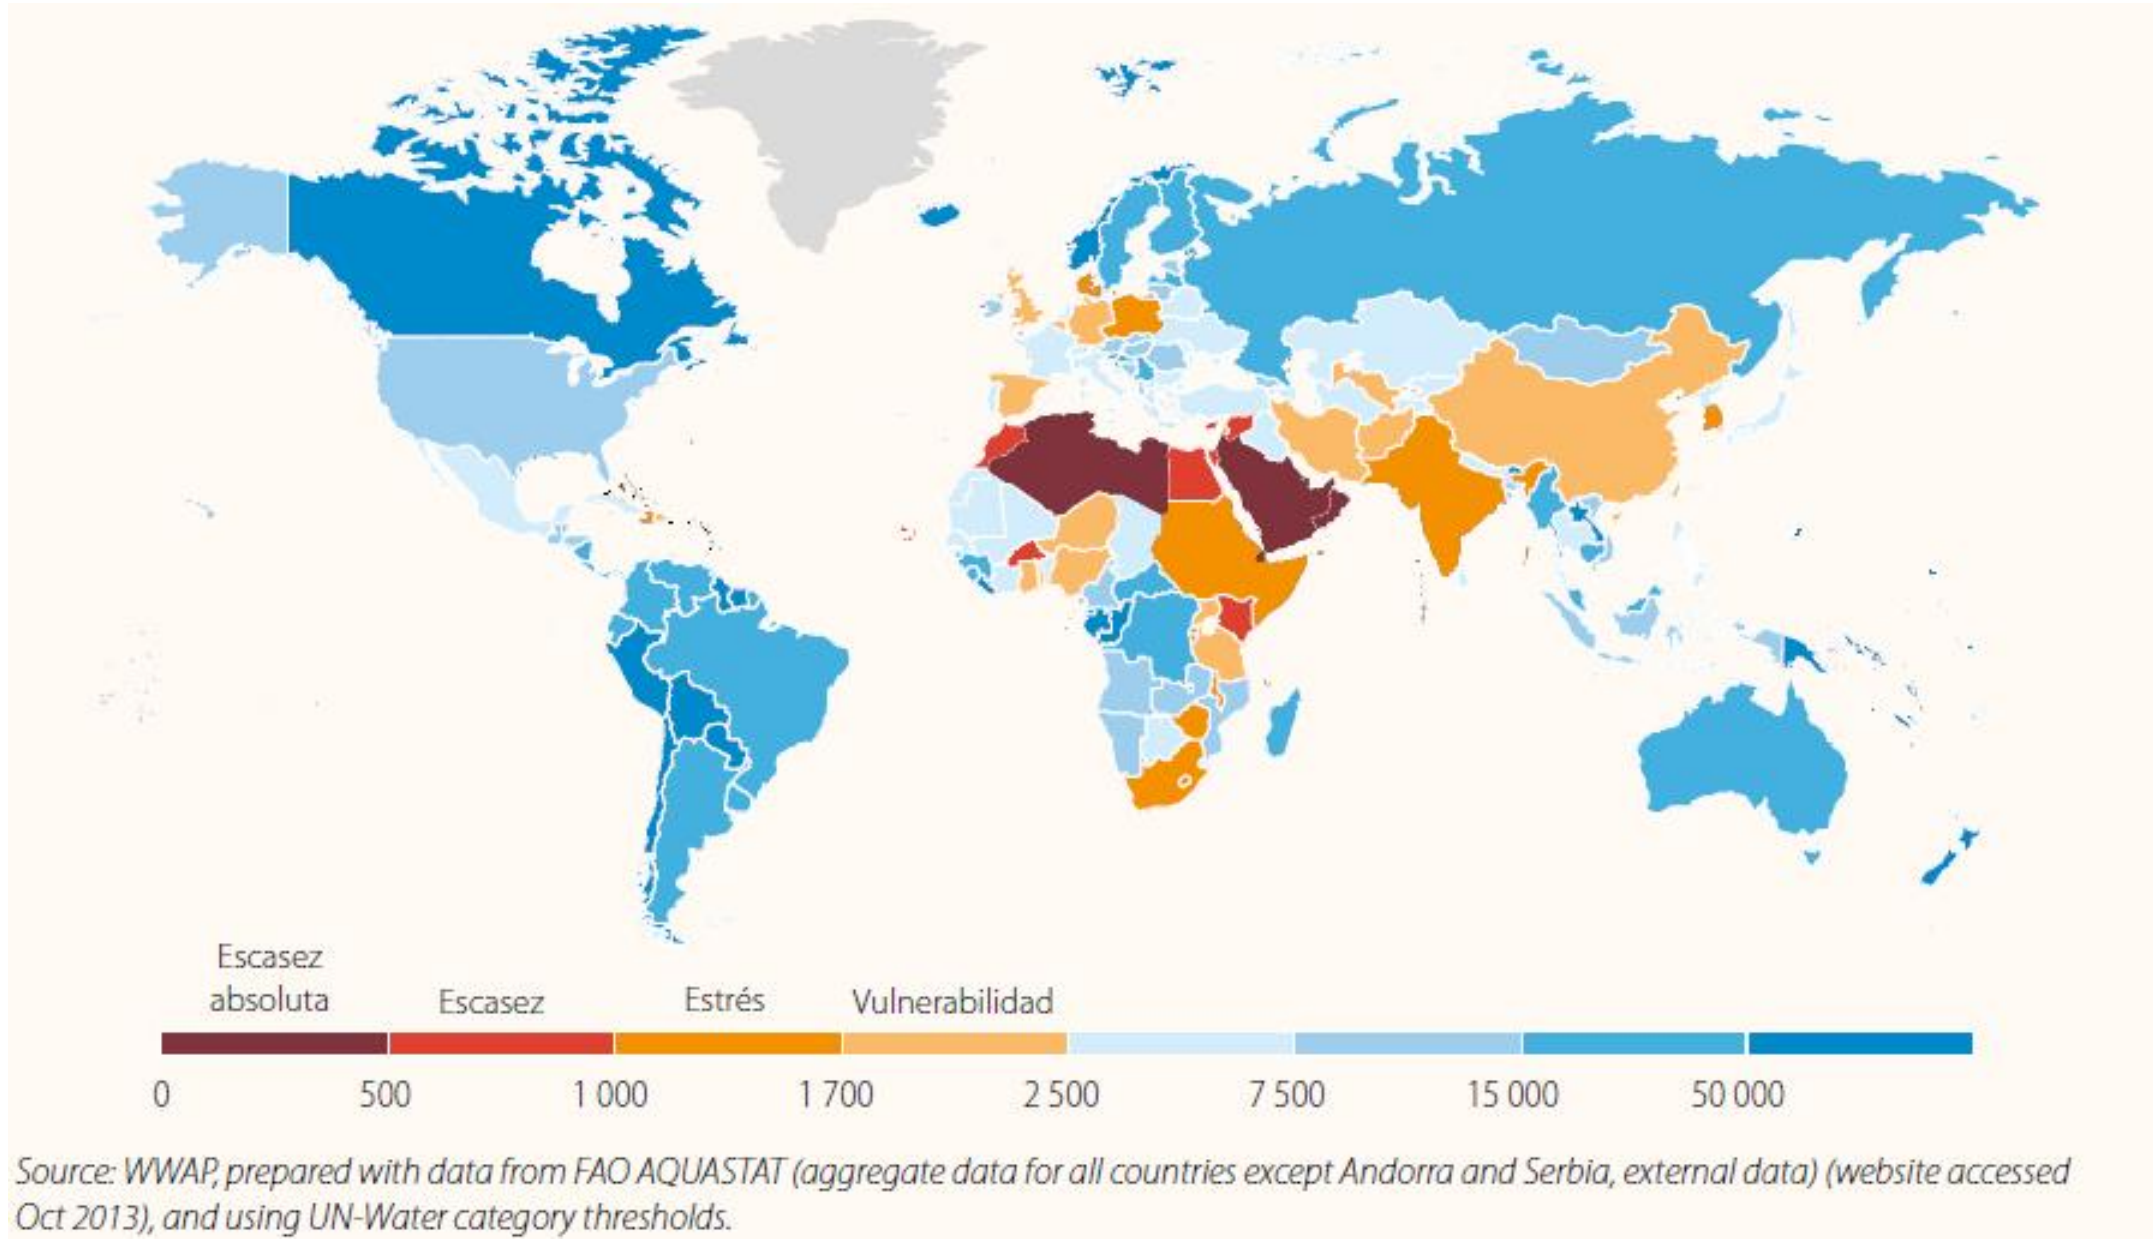 Escasez
absoluta
Escasez
Estrés
Vulnerabilidad
0
500
1 000
1 700
2 500
7 500
15 000
50 000
Source: WWAP, prepared with data from FAO AQUASTAT (aggregate data for all countries except Andorra and Serbia, external data) (website accessed
Oct 2013), and using UN-Water category thresholds.